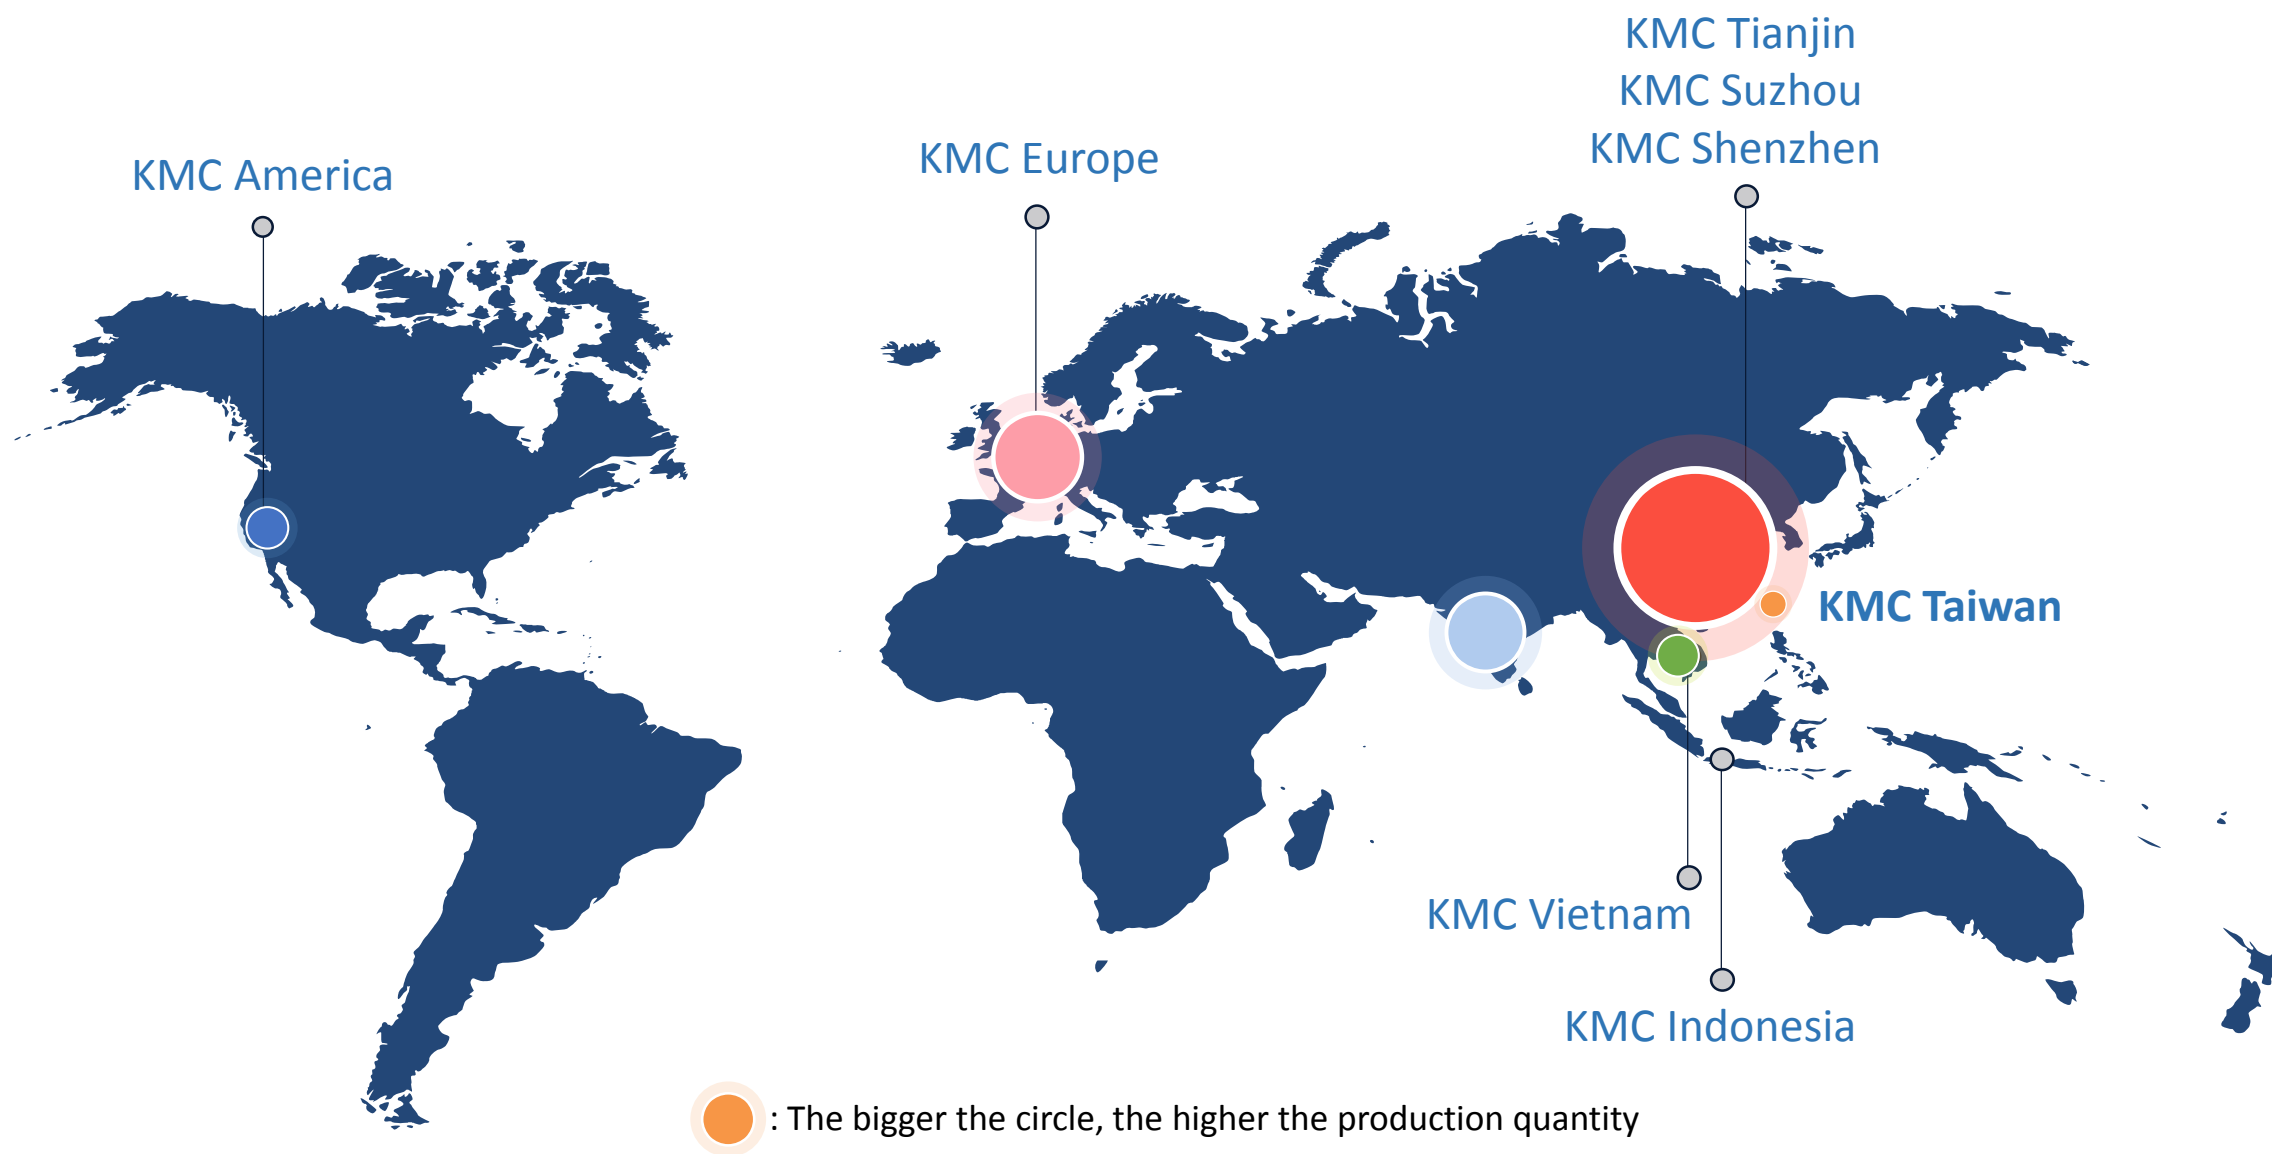 KMC Tianjin
KMC Suzhou
KMC Shenzhen
KMC Europe
KMC America
KMC Taiwan
KMC Vietnam
KMC Indonesia
: The bigger the circle, the higher the production quantity